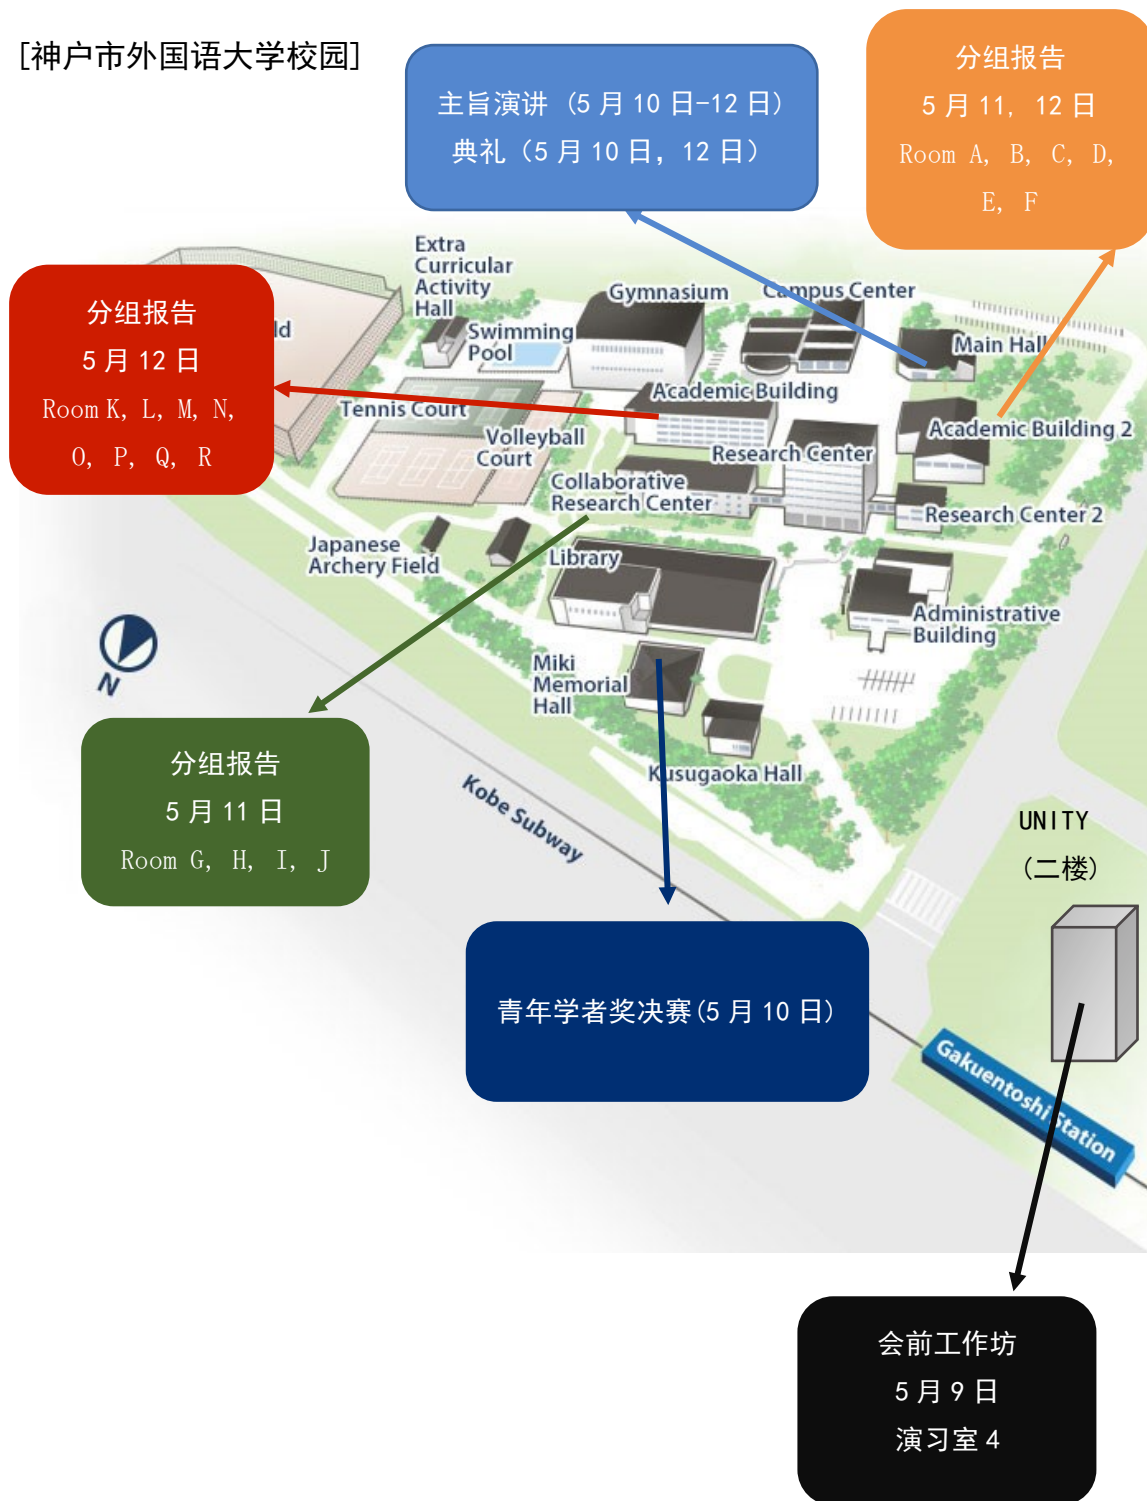 [神户市外国语大学校园]
主旨演讲 (5 月 10 日-12 日)
典礼（5 月 10 日，12 日）
分组报告
5 月 11, 12 日
Room A, B, C, D,
E, F
Extra
Curricular
Activity
Hall
Gymnasium
Campus Center
Swimming
Pool
Main Hall
分组报告
5 月 12 日
Room K, L, M, N,
O, P, Q, R
ld
Tennis Court
Academic Building
Volleyball
Court
Academic Building 2
Research Center
Collaborative
Research Center
Research Center 2
Japanese
Archery Field
Library
Administrative
Building
N
Miki
Memorial
Hall
Kusugaoka Hall
分组报告
5 月 11 日
Room G, H, I, J
Kobe Subway
UNITY
(二楼)
青年学者奖决赛(5 月 10 日)
Gakuentoshi Station
会前工作坊
5 月 9 日
演习室 4